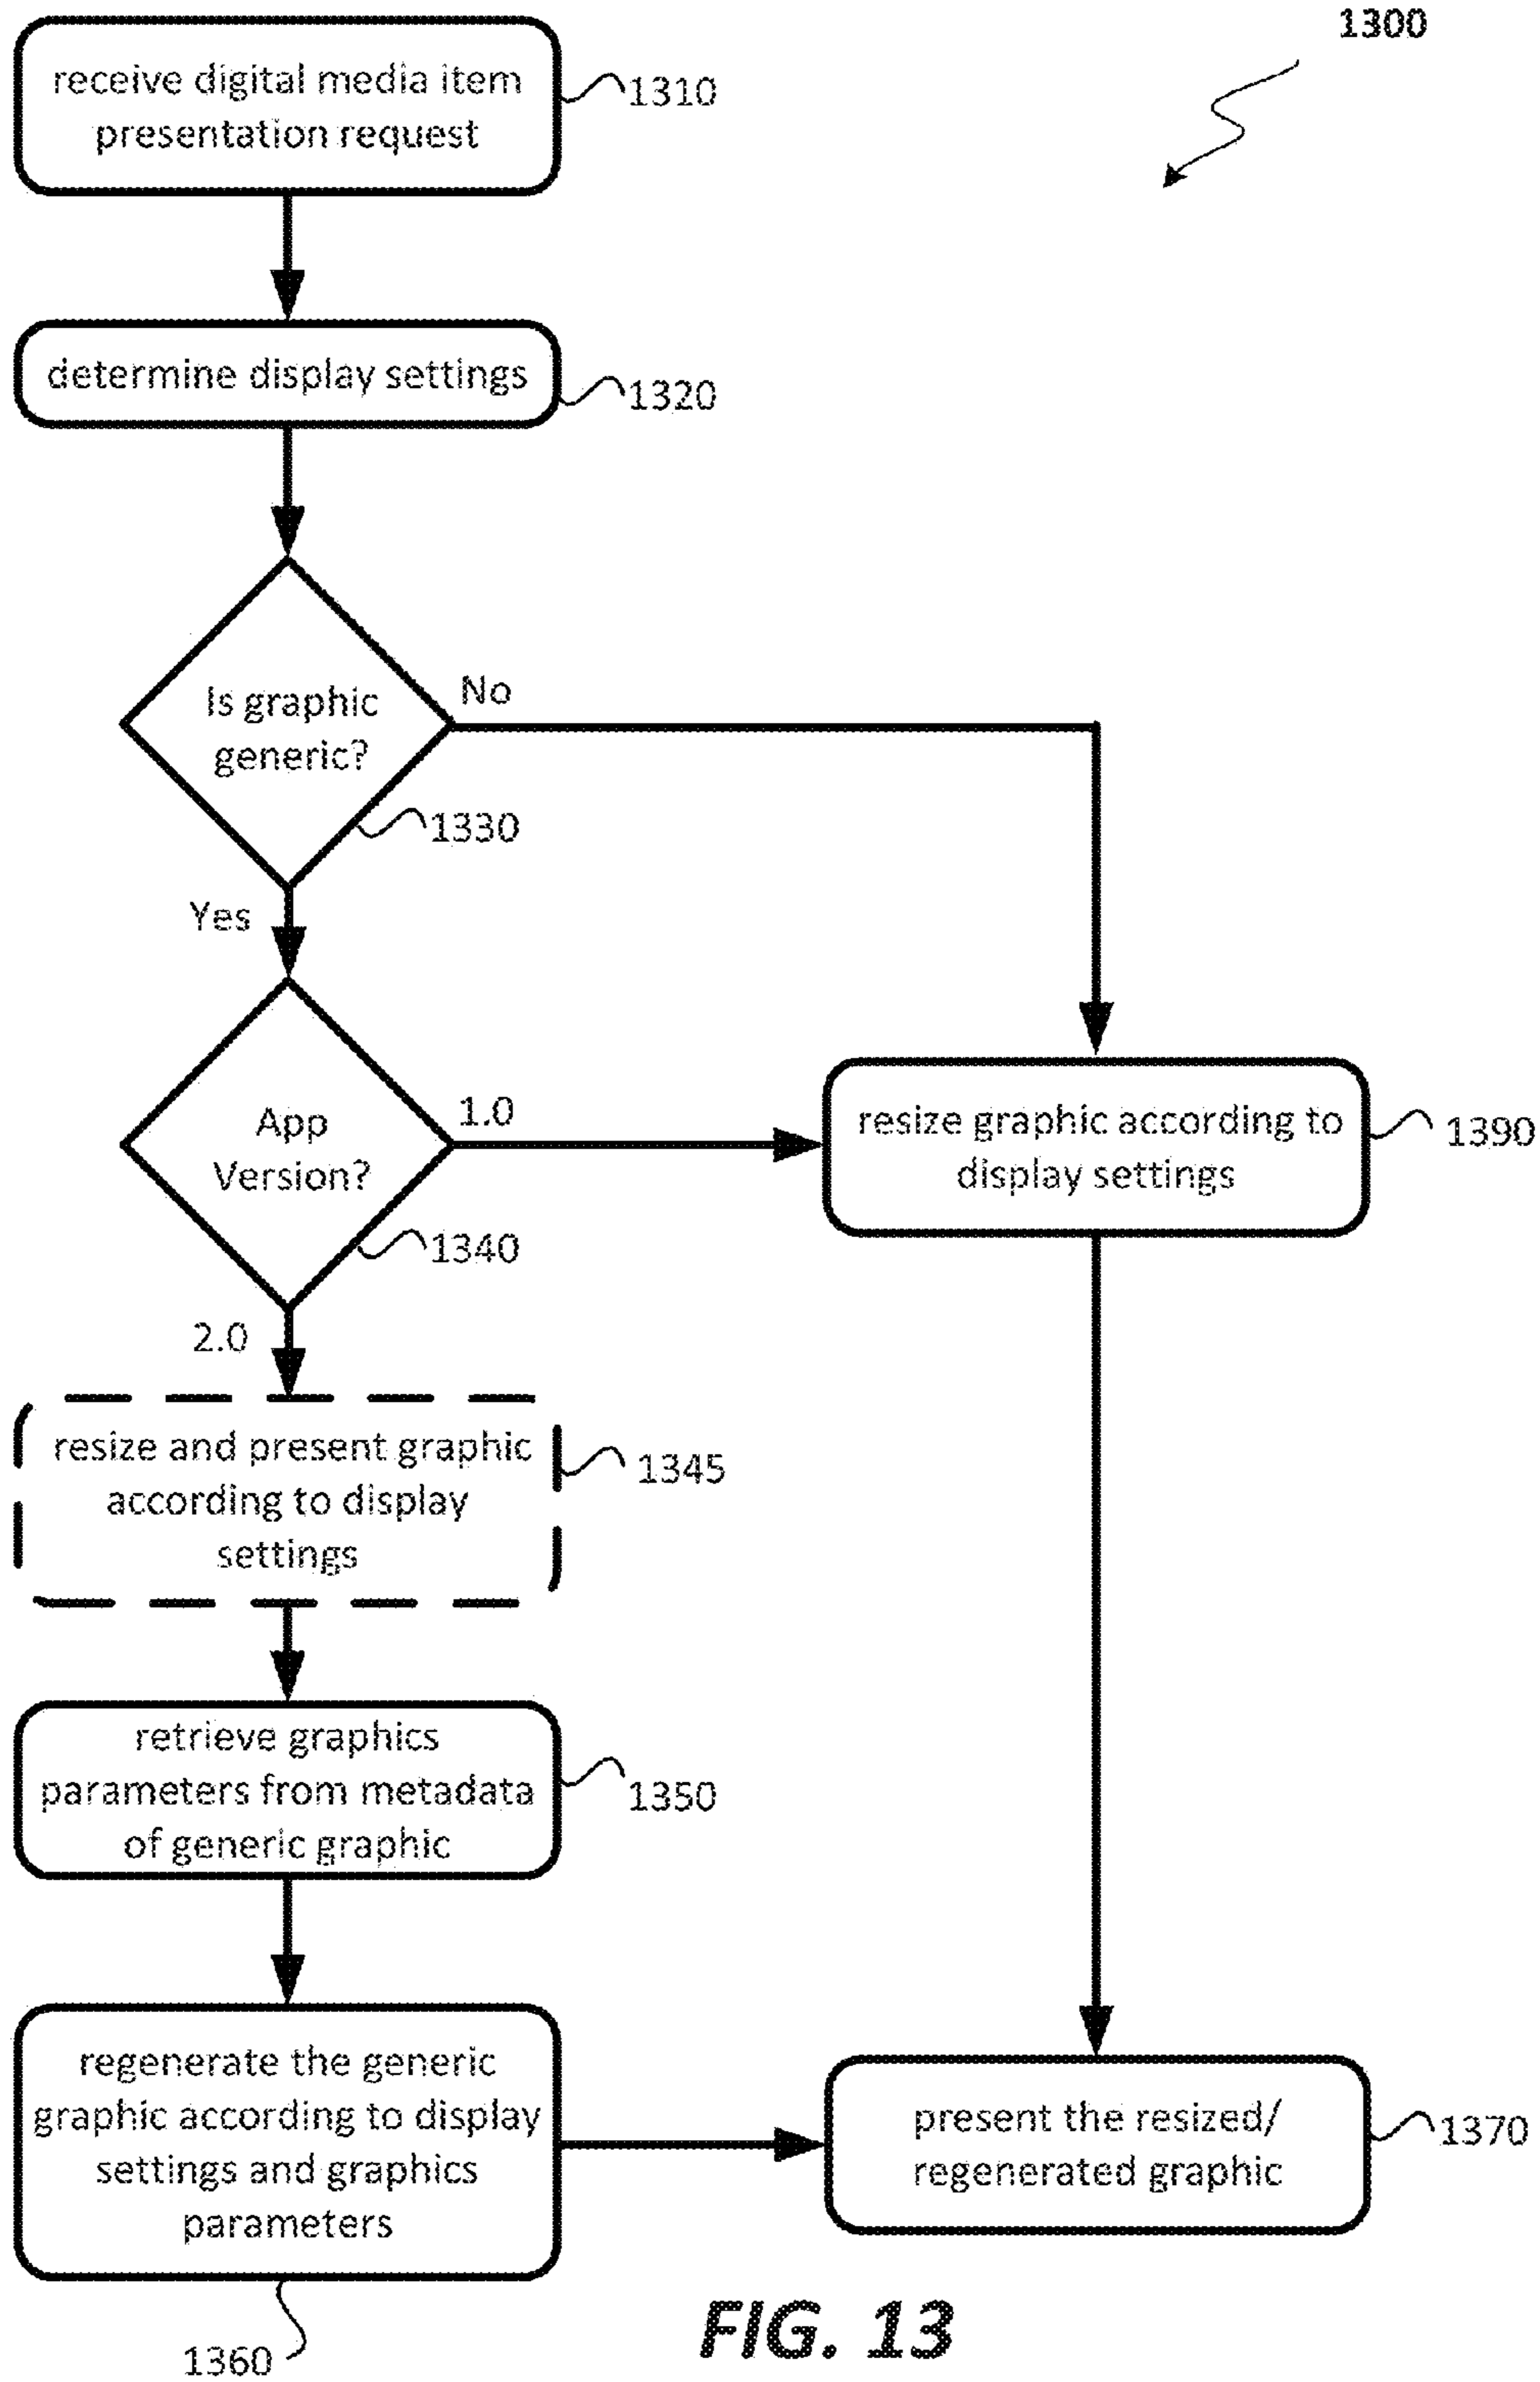 1300
receive digital media item
presentation request
1310
determine display settings
1320
Is graphic
generic?
No
1330
Yes
App
Version?
1.0
1340
2.0
resize graphic according to
display settings
1390
resize and present graphic
according to display
settings
1345
retrieve graphics
parameters from metadata
of generic graphic
1350
regenerate the generic
graphic according to display
settings and graphics
parameters
1360
present the resized/
regenerated graphic
1370
FIG. 13